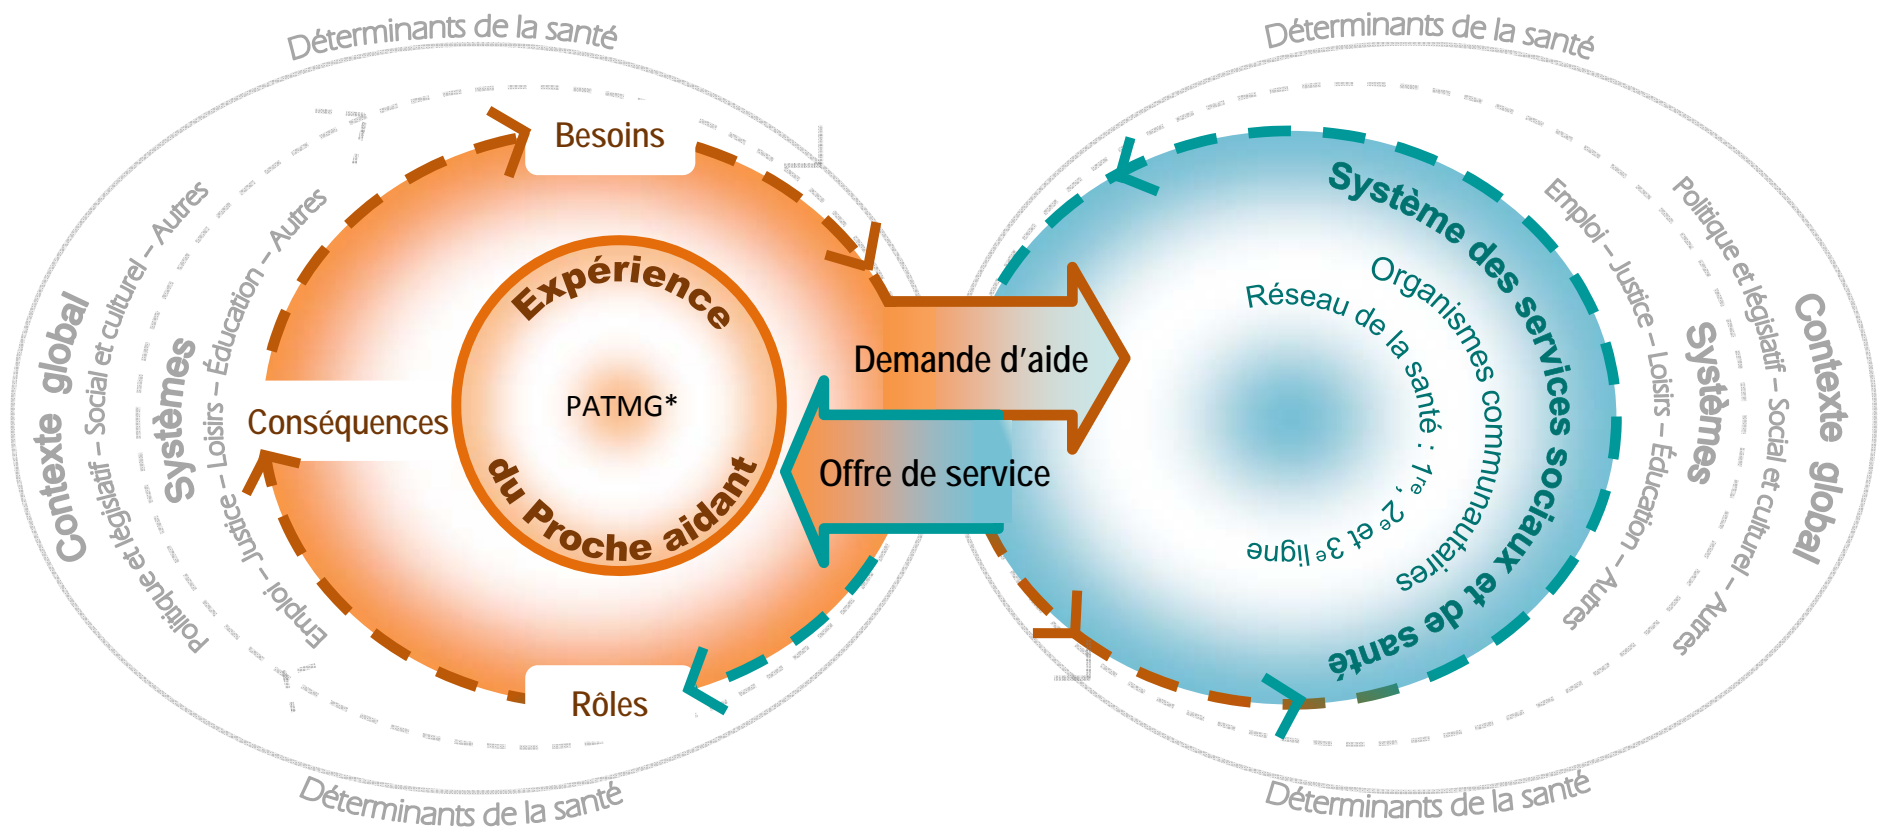 Déterminants de la santé
Contexte global
Politique et législatif – Social et culturel – Autres
Systèmes
Emploi – Justice – Loisirs – Éducation – Autres
Besoins
Conséquences
Rôles
Expérience
du Proche aidant
PATMG*
Déterminants de la santé
Demande d’aide
Offre de service
Déterminants de la santé
Réseau de la santé : 1re, 2e et 3e ligne
Organismes communautaires
Système des services sociaux et de santé
Emploi – Justice – Loisirs – Éducation – Autres
Systèmes
Politique et législatif – Social et culturel – Autres
Contexte global
Déterminants de la santé